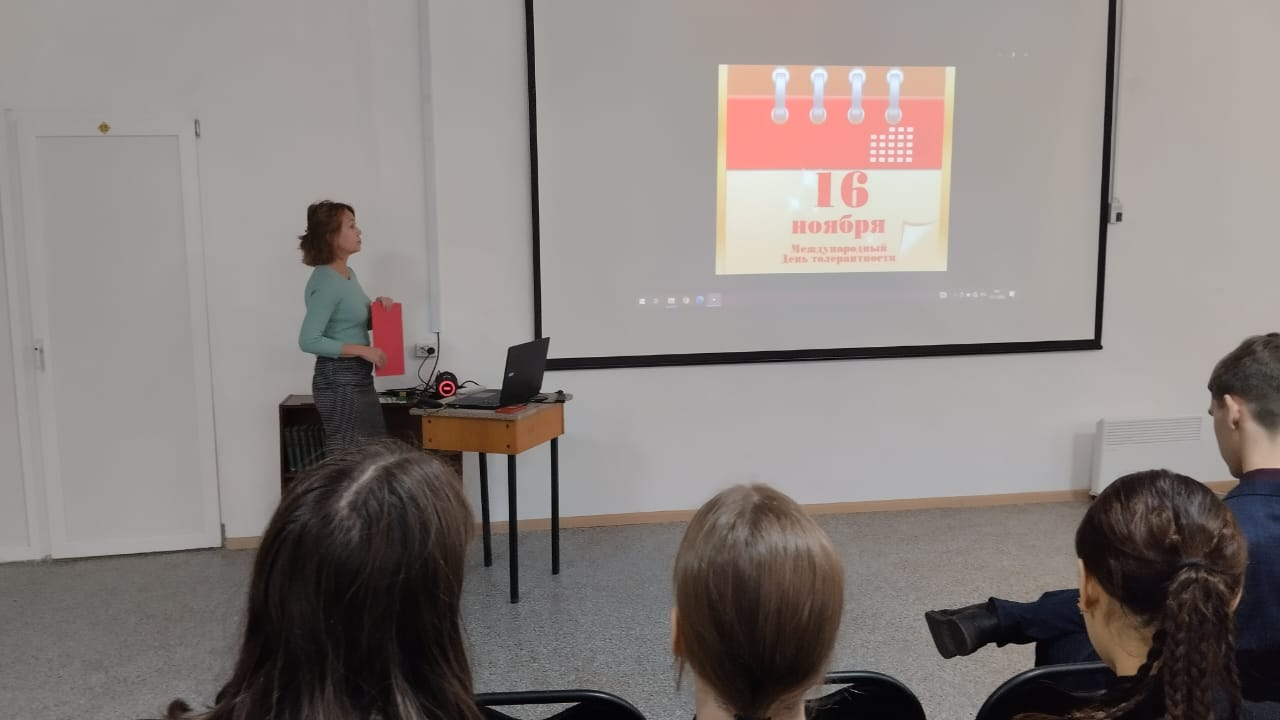 16
ноября
Международный
День толерантности